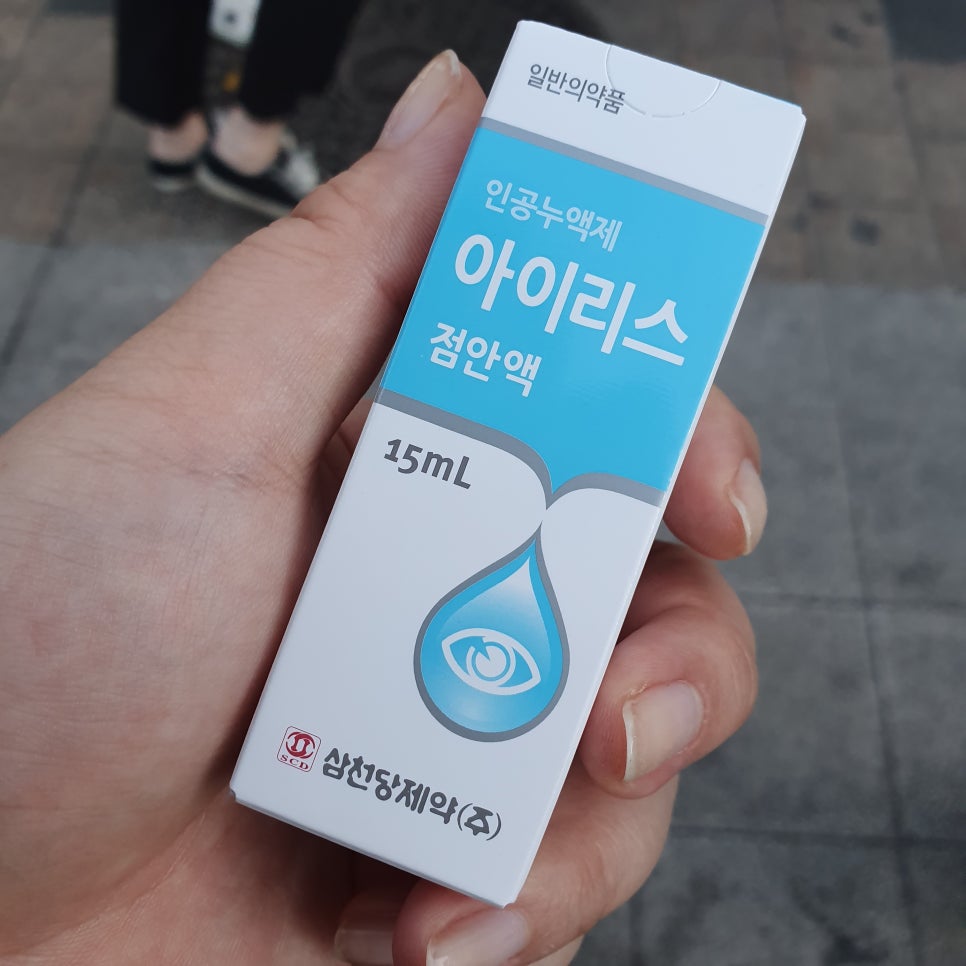 일반의약품
인공누액제
아이리스
점안액
15mL
SCD
삼천당제약(주)